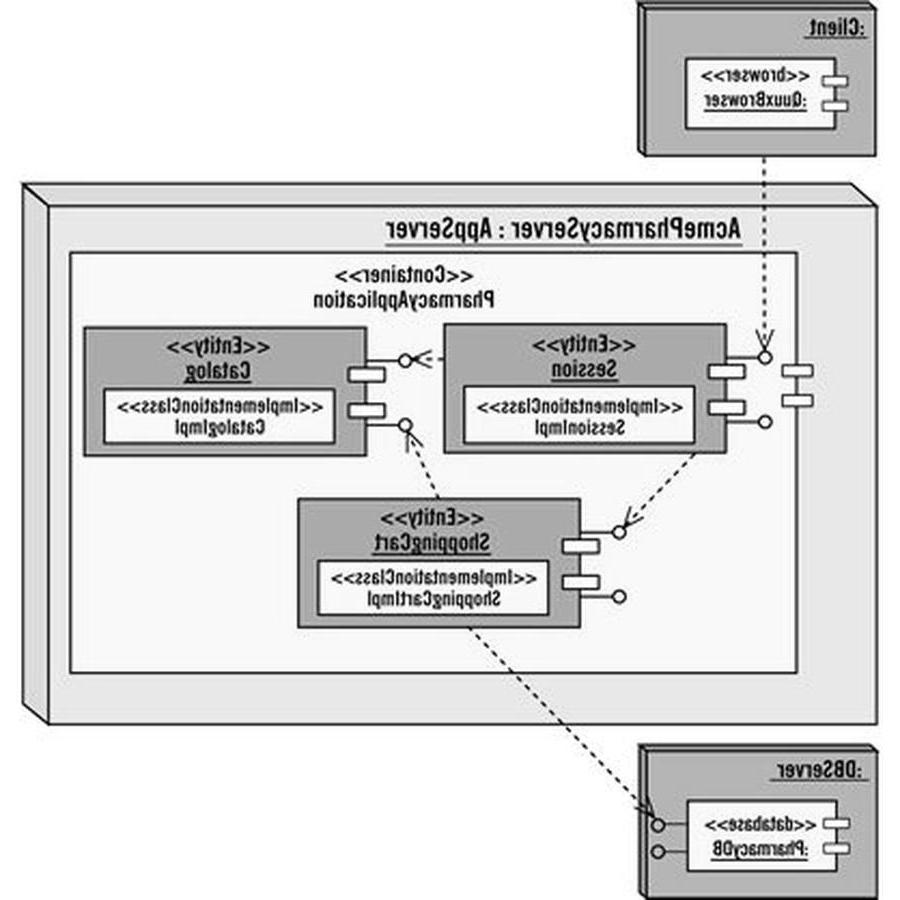 :Client
<<browser>>
:QuuxBrowser
AcmePharmacyServer : AppServer
<<Container>>
PharmacyApplication
<<Entity>>
Session
<<ImplementationClass>>
SessionImpl
<<Entity>>
Catalog
<<ImplementationClass>>
CatalogImpl
<<Entity>>
ShoppingCart
<<ImplementationClass>>
ShoppingCartImpl
:DBServer
<<database>>
:PharmacyDB